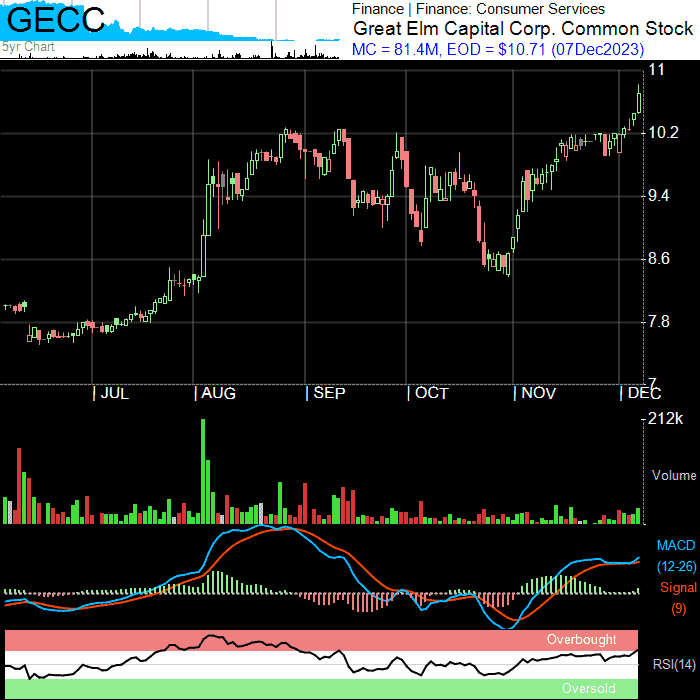 GECC
5yr Chart
Finance | Finance: Consumer Services
Great Elm Capital Corp. Common Stock
MC = 81.4M, EOD = $10.71 (07Dec2023)
11
10.2
9.4
8.6
7.8
7
JUL AUG SEP OCT NOV DEC
212k
Volume
MACD
(12-26)
Signal
(9)
Overbought
RSI(14)
Oversold